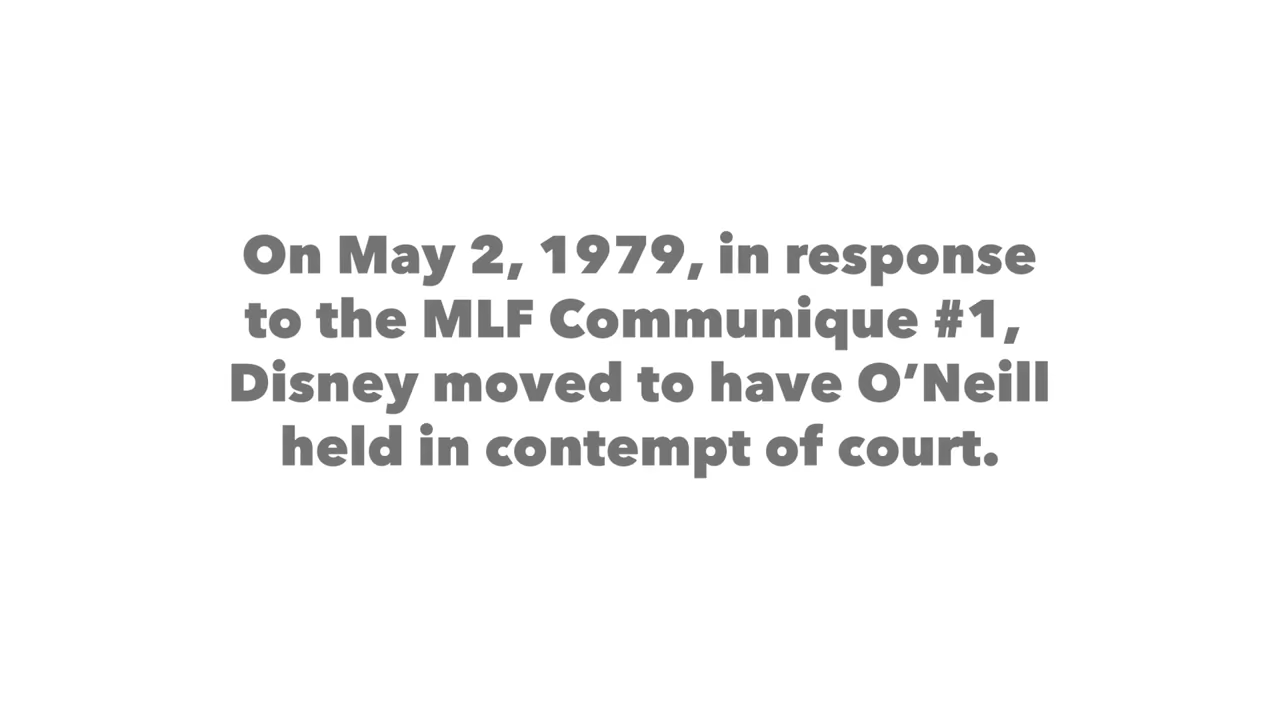 On May 2, 1979, in response
to the MLF Communique #1,
Disney moved to have O’Neill
held in contempt of court.